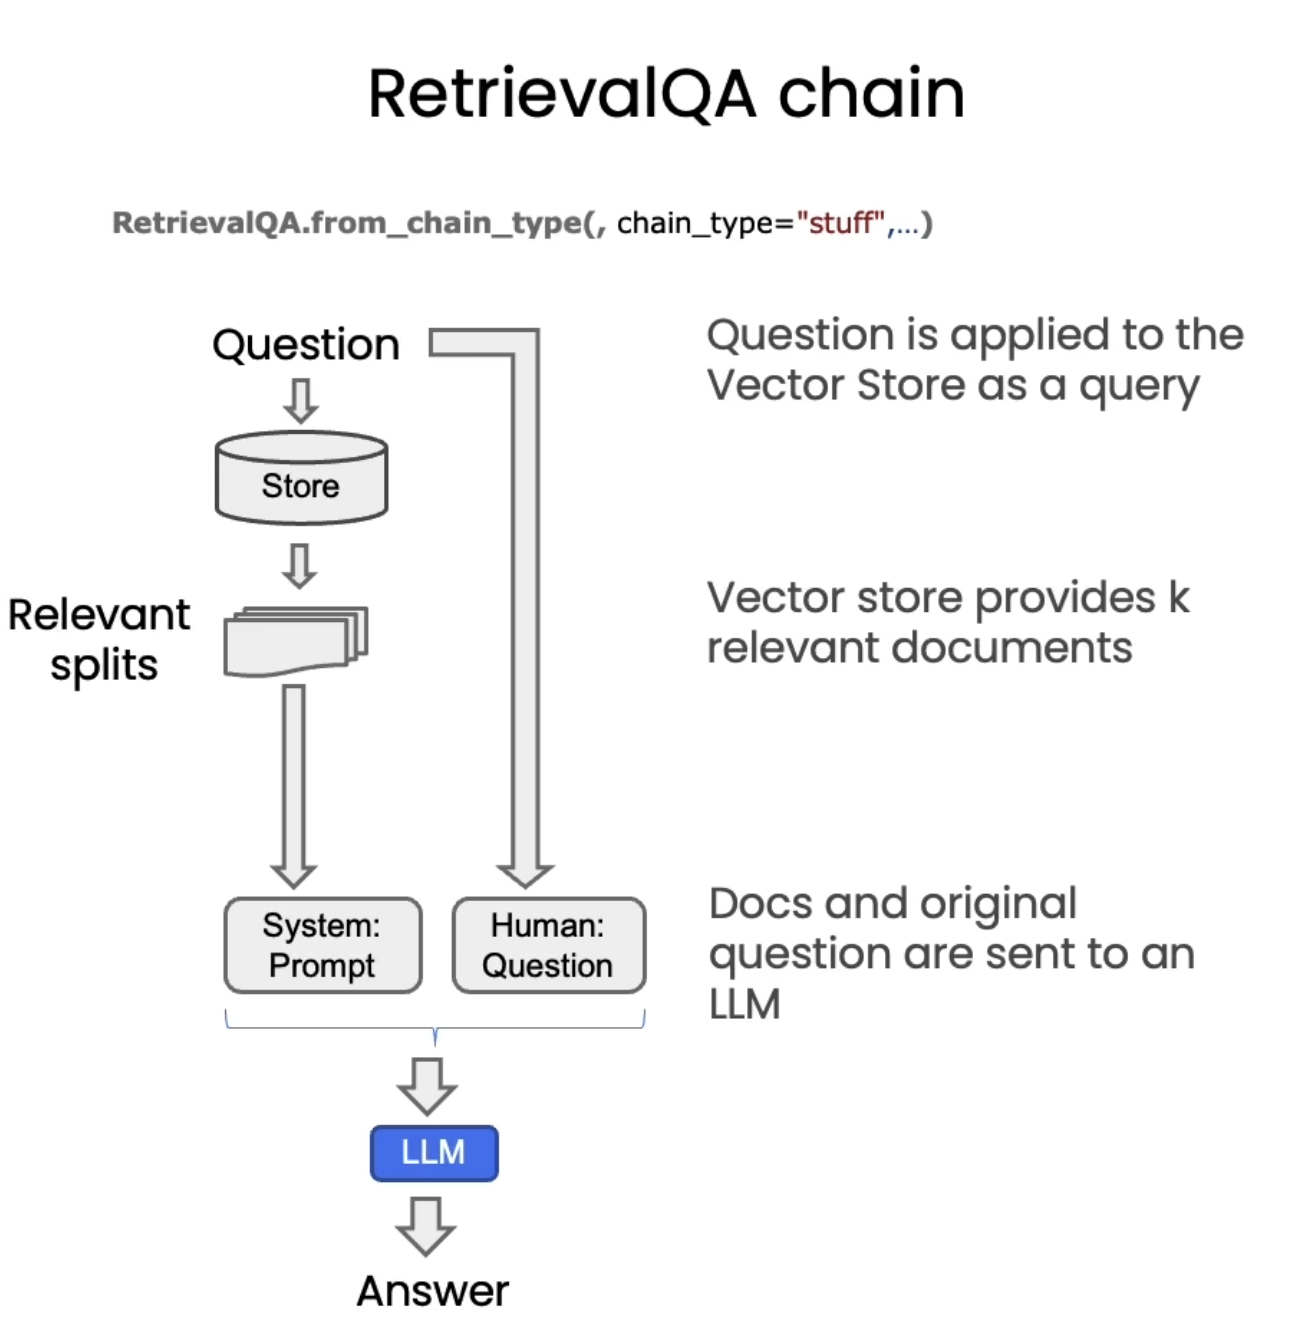 RetrievalQA chain
RetrievalQA.from_chain_type(, chain_type="stuff",...)
Question
Question is applied to the
Vector Store as a query
Store
Relevant
splits
Vector store provides k
relevant documents
System:
Prompt
Human:
Question
Docs and original
question are sent to an
LLM
LLM
Answer